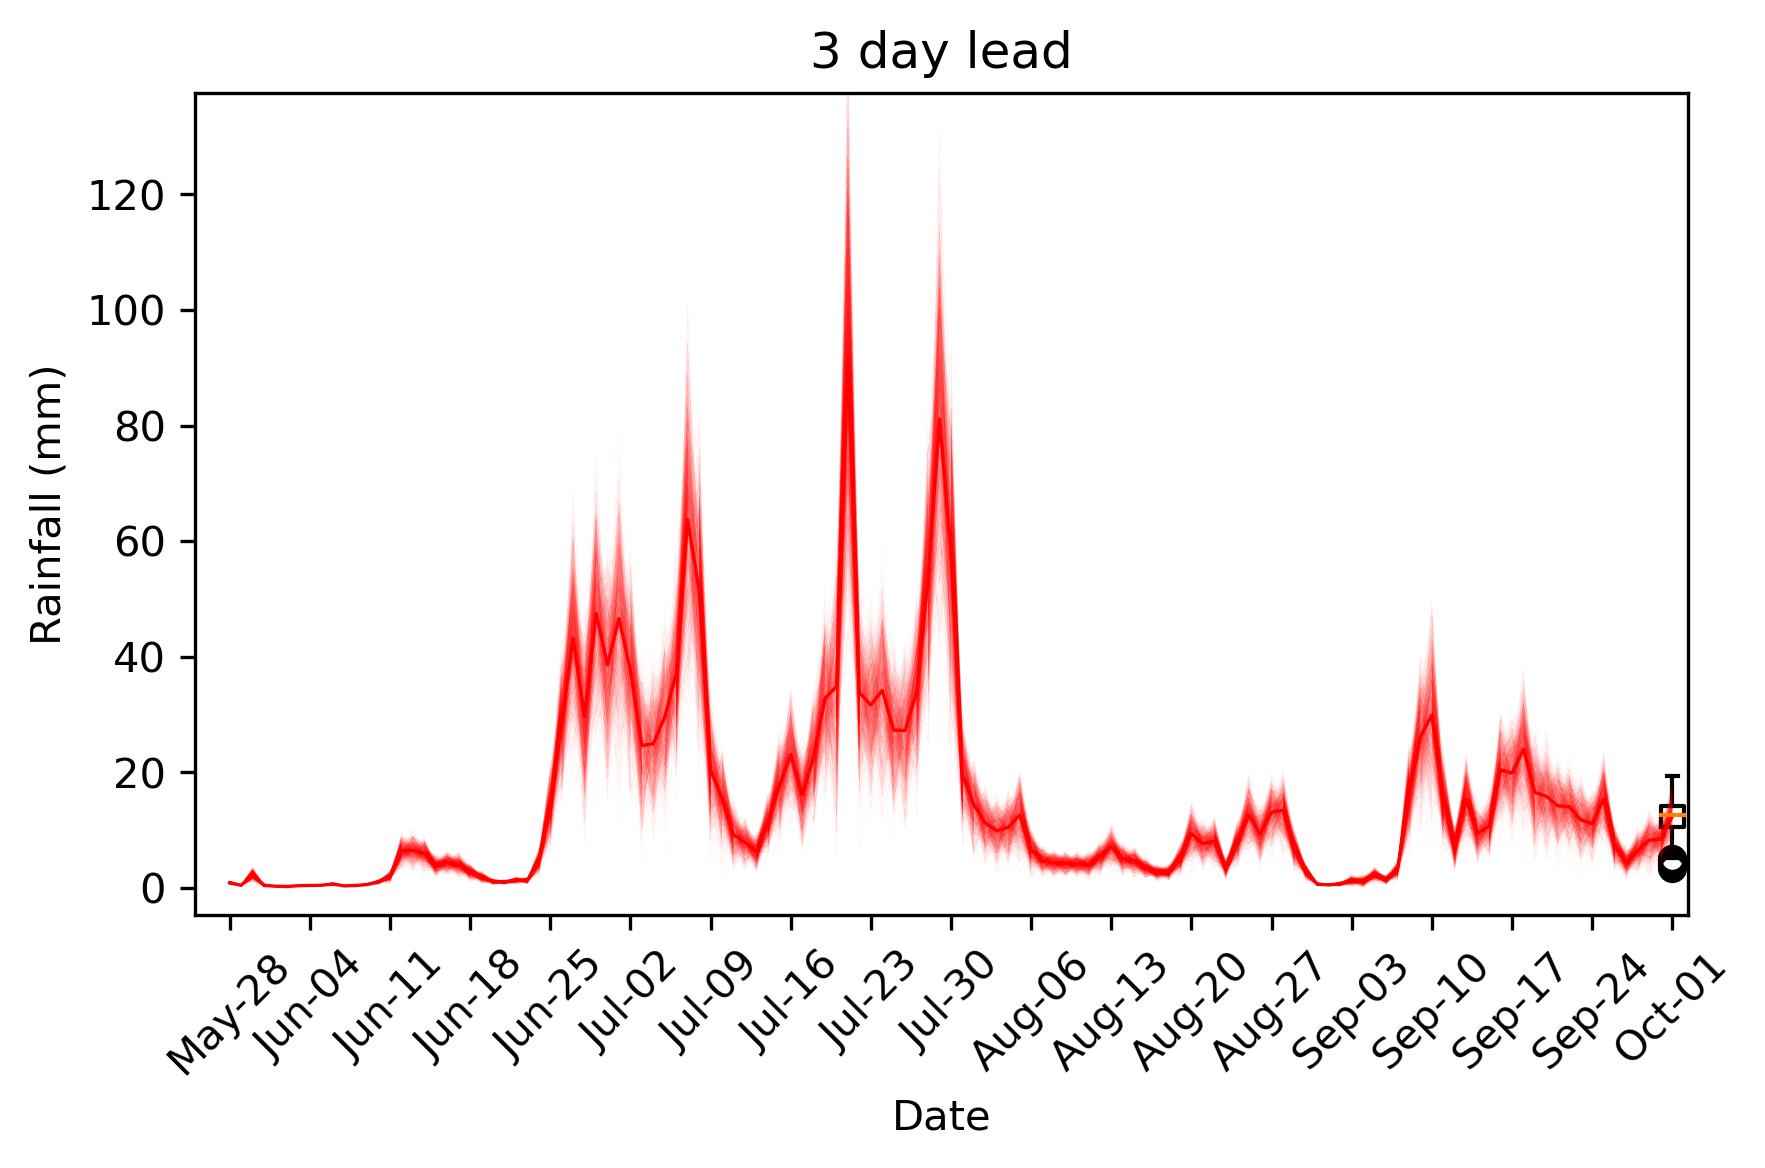 3 day lead
Rainfall (mm)
120
100
80
60
40
20
0
May-28
Jun-04
Jun-11
Jun-18
Jun-25
Jul-02
Jul-09
Jul-16
Jul-23
Jul-30
Aug-06
Aug-13
Aug-20
Aug-27
Sep-03
Sep-10
Sep-17
Sep-24
Oct-01
Date